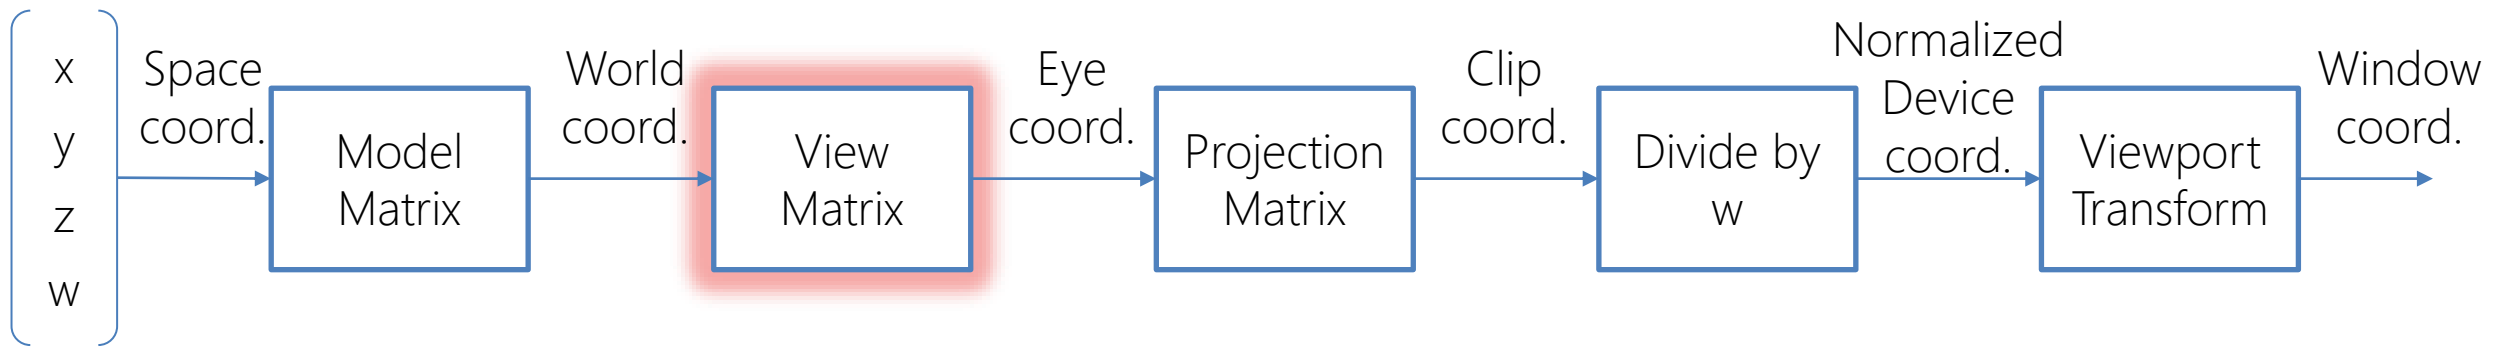 x
y
z
w
Space
coord.
Model
Matrix
World
coord.
View
Matrix
Eye
coord.
Projection
Matrix
Clip
coord.
Divide by
w
Normalized
Device
coord.
Viewport
Transform
Window
coord.